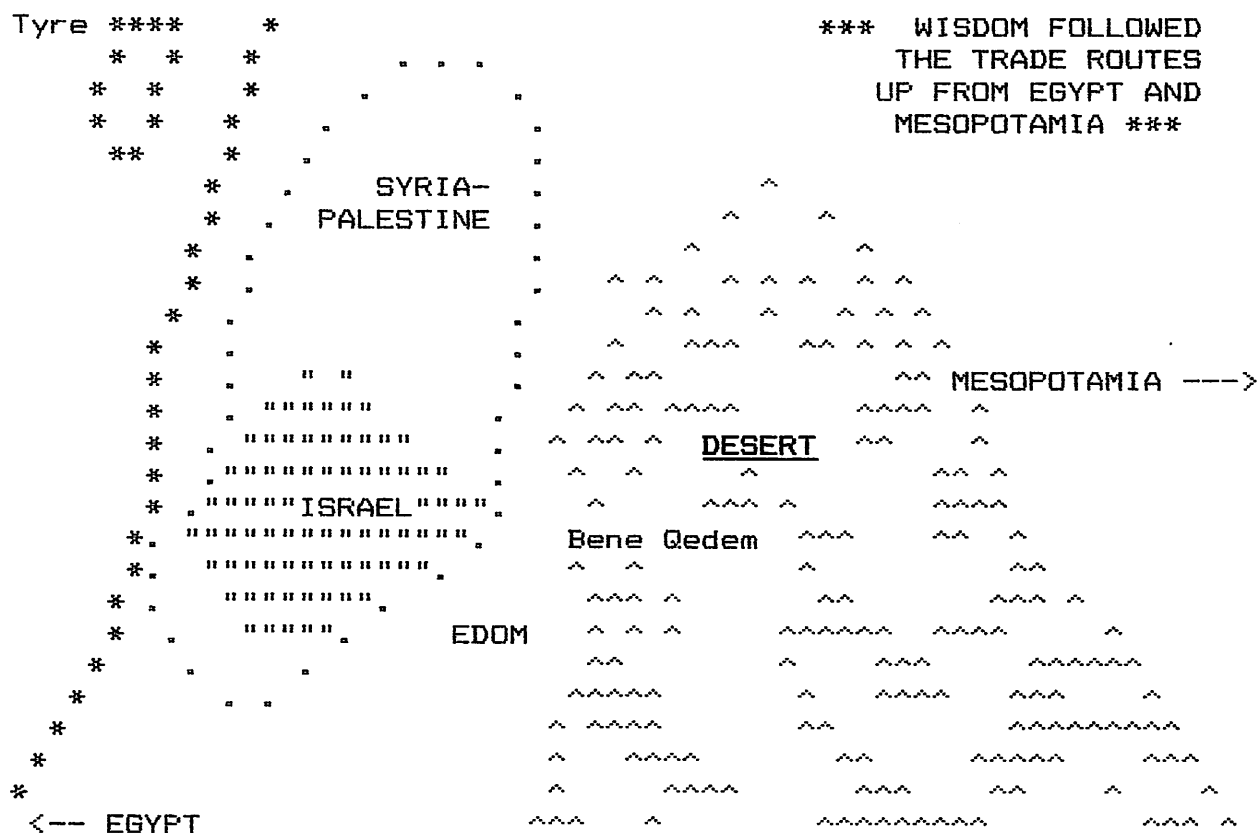 Tyre
*** WISDOM FOLLOWED
THE TRADE ROUTES
UP FROM EGYPT AND
MESOPOTAMIA ***
SYRIA-
PALESTINE
MESOPOTAMIA --->
DESERT
ISRAEL
Bene Qedem
EDOM
<-- EGYPT